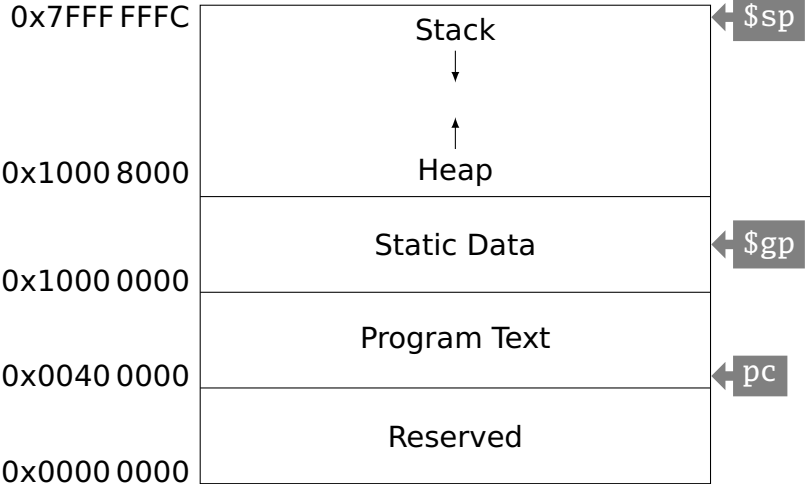 0x7FFF FFFC
$sp
Stack
0x1000 8000
Heap
Static Data
$gp
0x1000 0000
Program Text
0x0040 0000
pc
Reserved
0x0000 0000